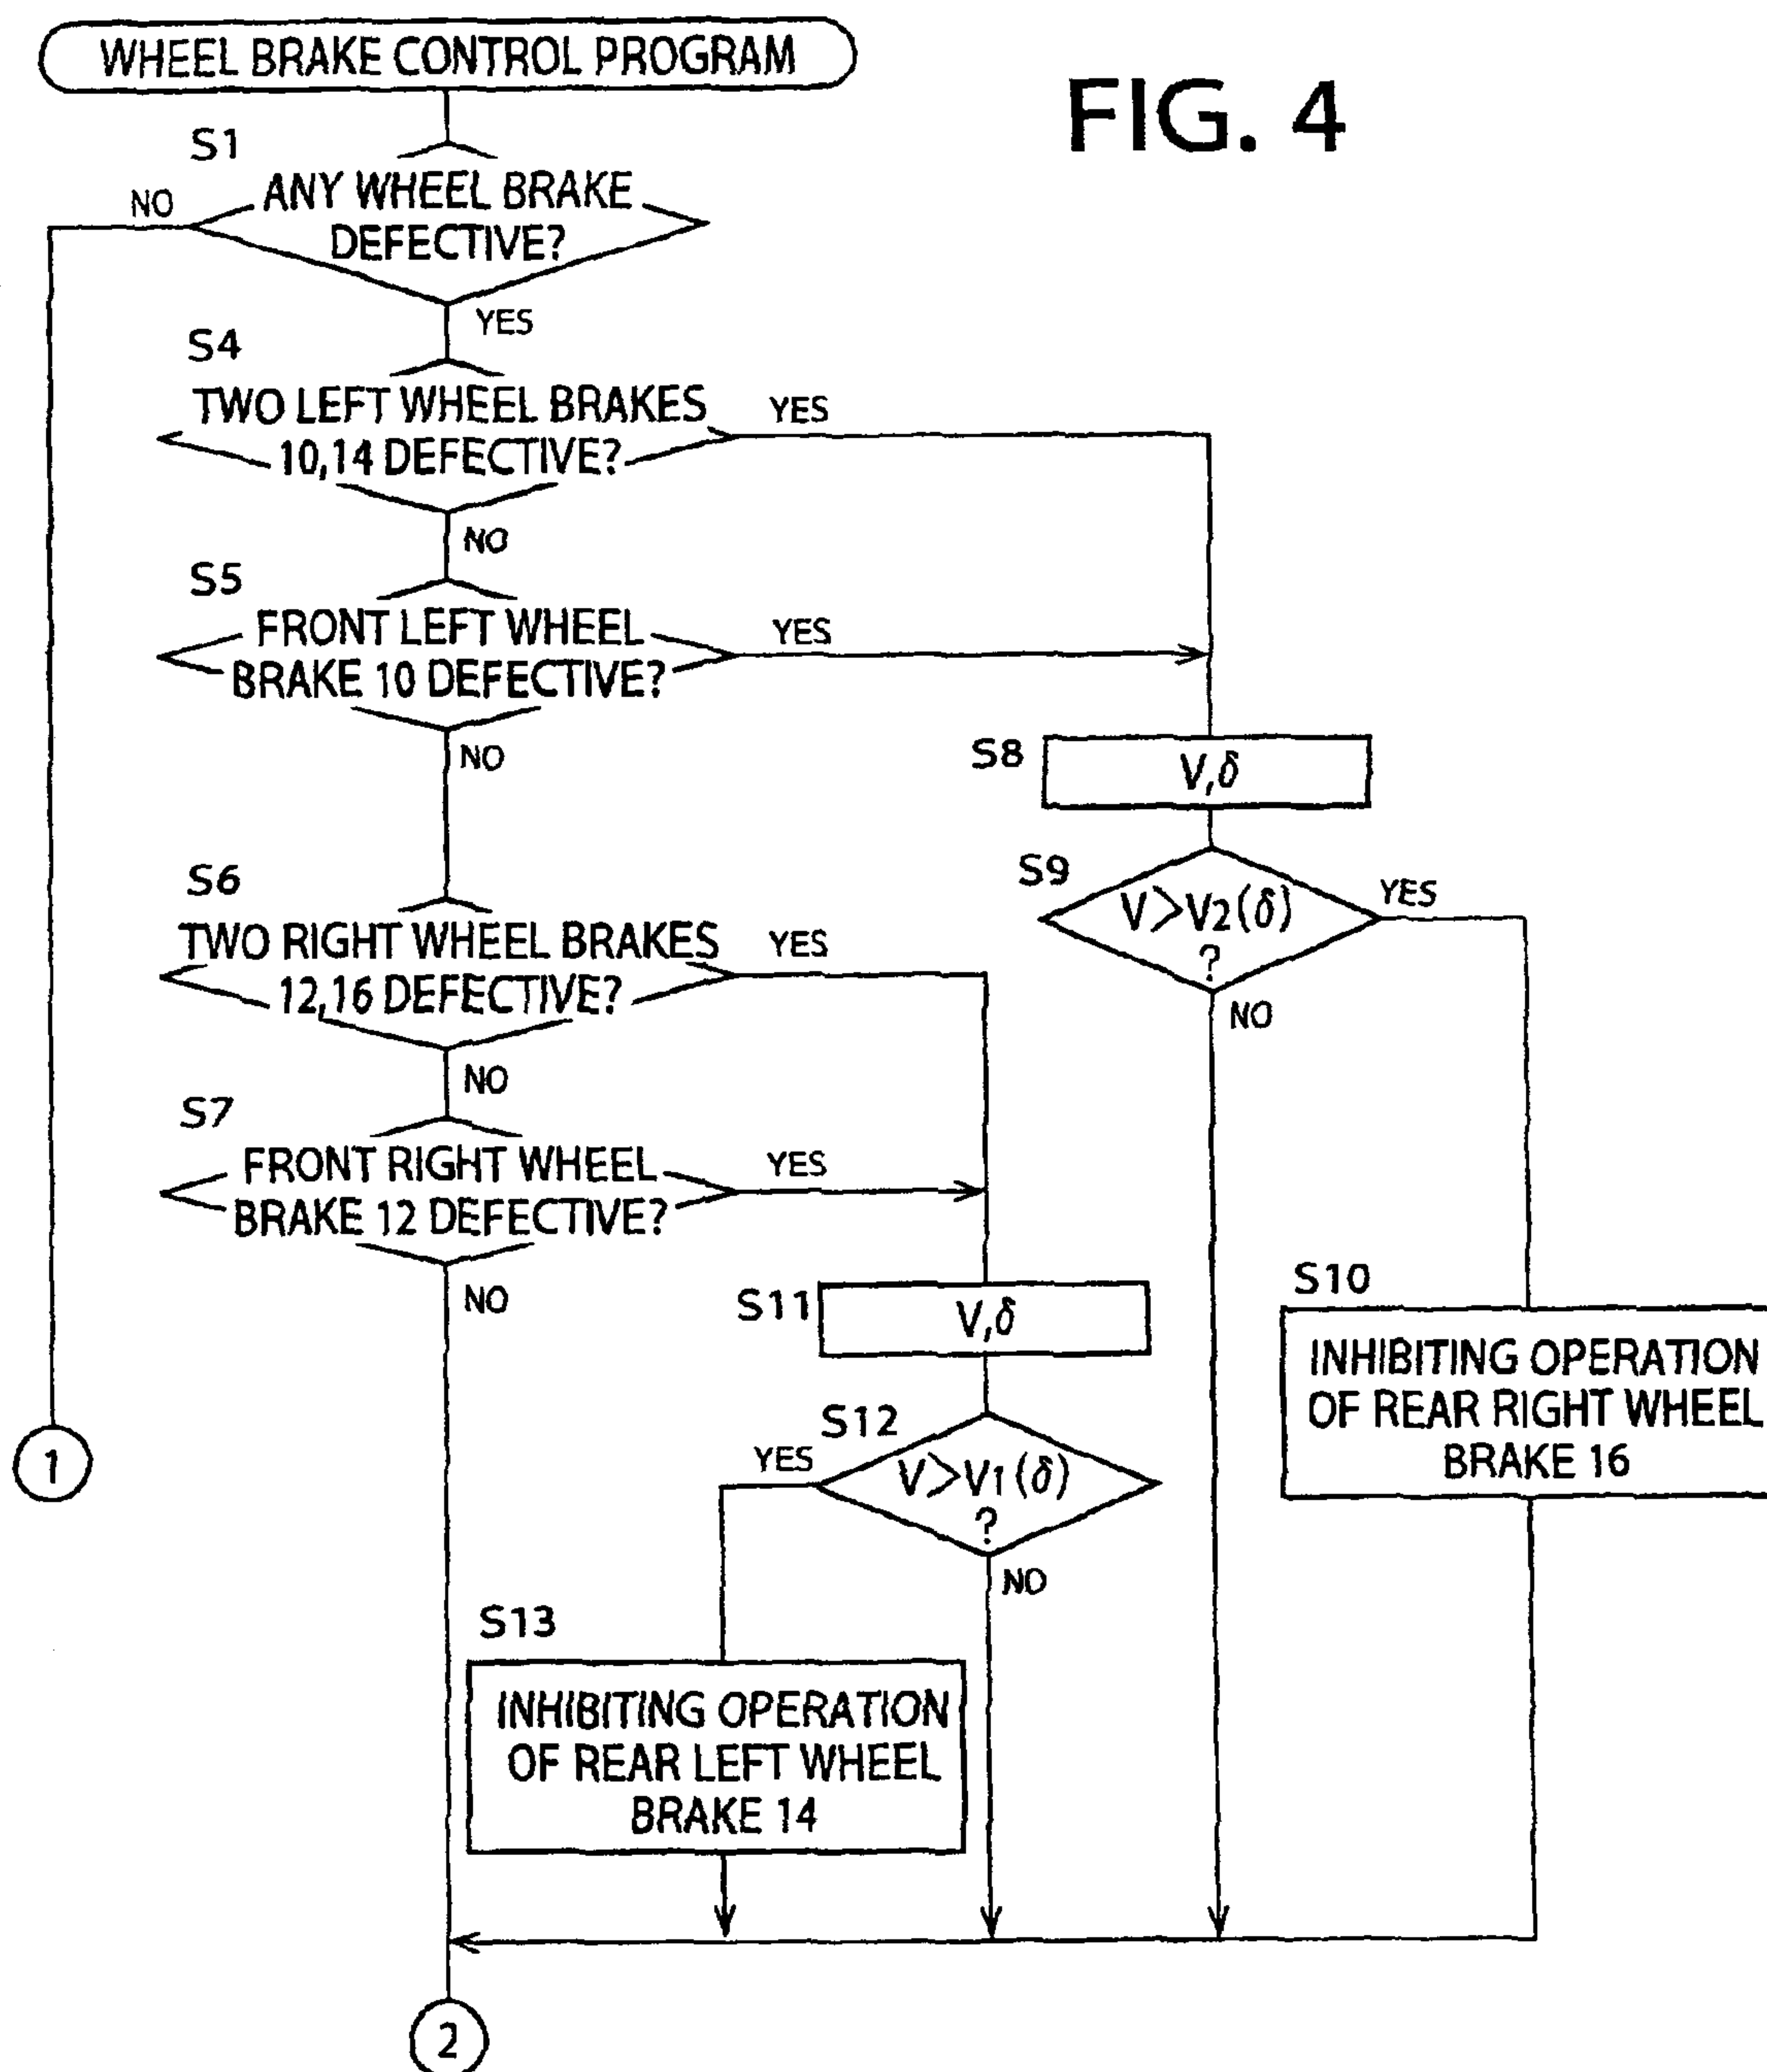 WHEEL BRAKE CONTROL PROGRAM
FIG. 4
S1
ANY WHEEL BRAKE
DEFECTIVE?
NO
YES
S4
TWO LEFT WHEEL BRAKES
10,14 DEFECTIVE?
YES
NO
S5
FRONT LEFT WHEEL
BRAKE 10 DEFECTIVE?
YES
NO
S8
V,δ
S9
V>V2(δ)
?
YES
NO
S6
TWO RIGHT WHEEL BRAKES
12,16 DEFECTIVE?
YES
NO
S7
FRONT RIGHT WHEEL
BRAKE 12 DEFECTIVE?
YES
NO
S11
V,δ
S10
INHIBITING OPERATION
OF REAR RIGHT WHEEL
BRAKE 16
S12
V>V1(δ)
?
YES
NO
1
S13
INHIBITING OPERATION
OF REAR LEFT WHEEL
BRAKE 14
2